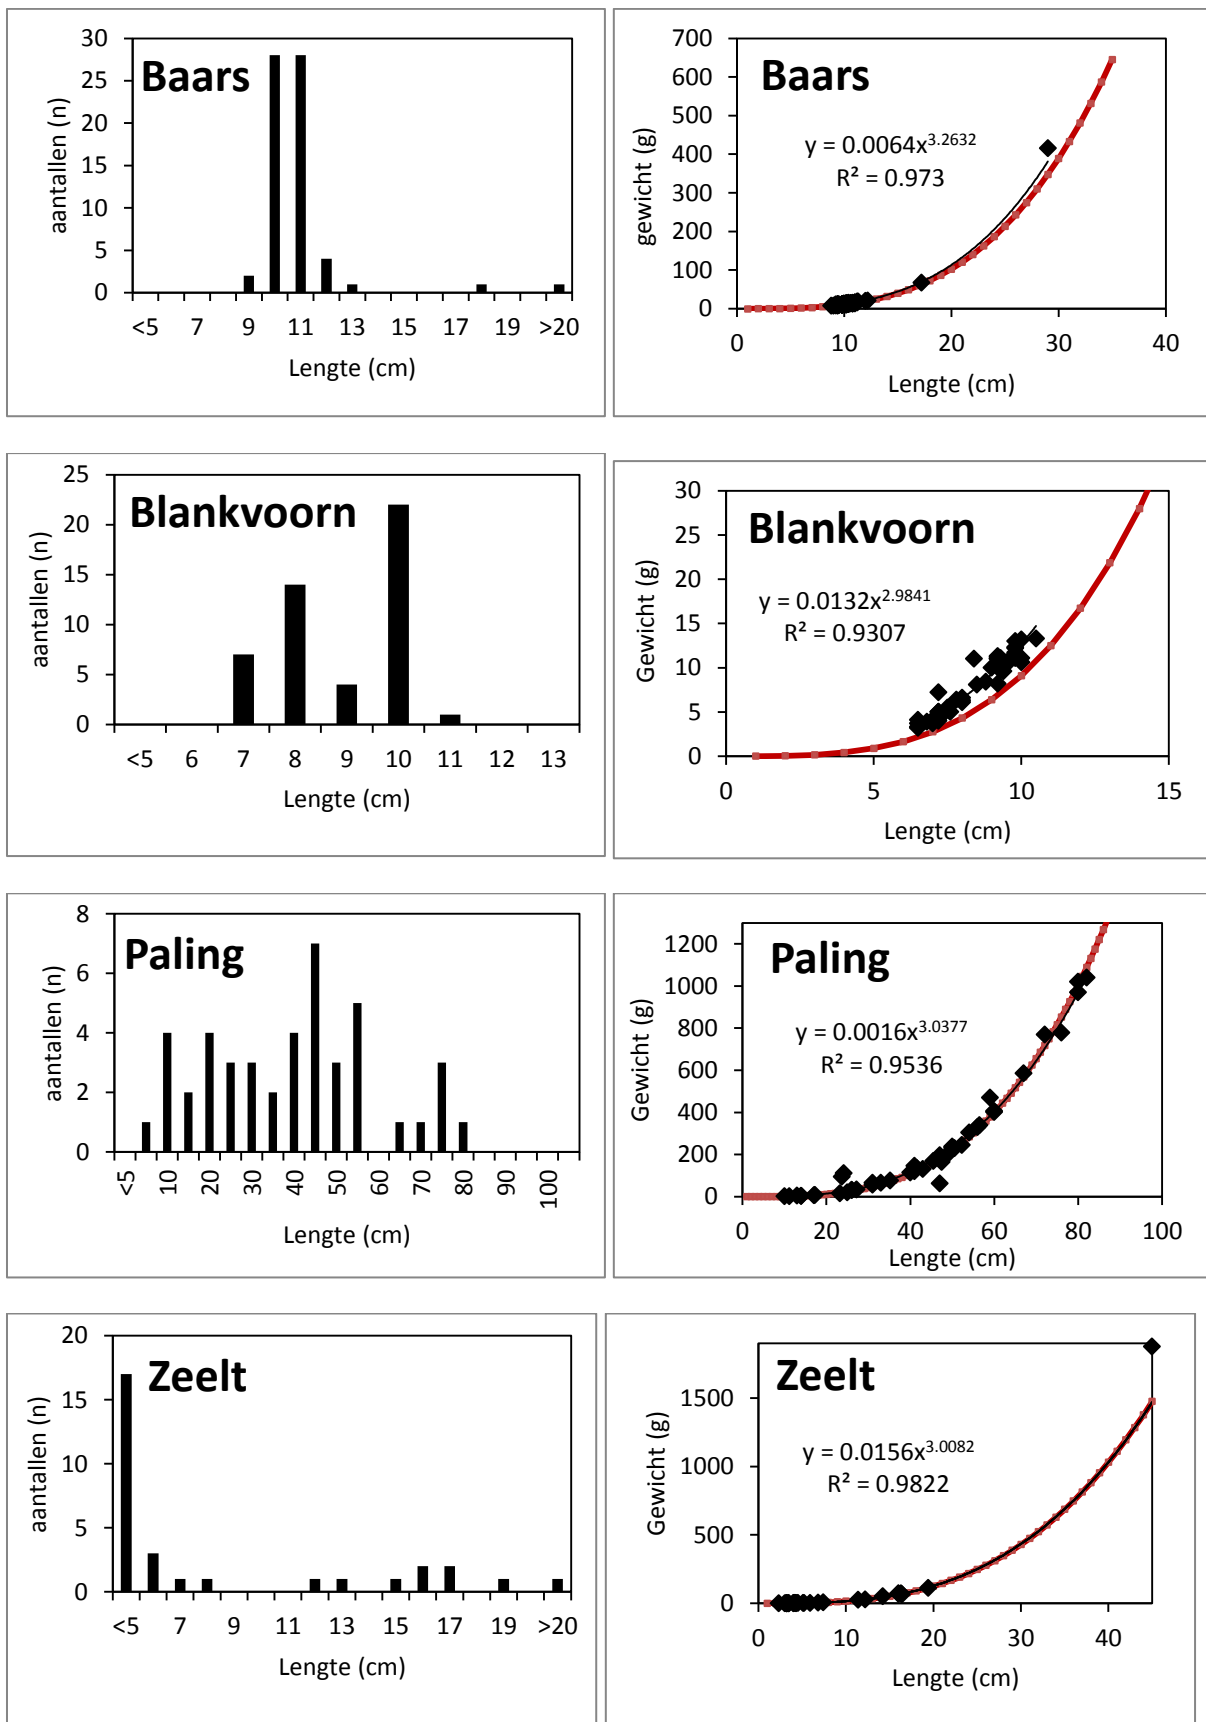 Baars
aantallen (n)
30
25
20
15
10
5
0
<5 7 9 11 13 15 17 19 >20
Lengte (cm)
Baars
gewicht (g)
700
600
500
400
300
200
100
0
y = 0.0064x^3.2632
R² = 0.973
0 10 20 30 40
Lengte (cm)
Blankvoorn
aantallen (n)
25
20
15
10
5
0
<5 6 7 8 9 10 11 12 13
Lengte (cm)
Blankvoorn
Gewicht (g)
30
25
20
15
10
5
0
y = 0.0132x^2.9841
R² = 0.9307
0 5 10 15
Lengte (cm)
Paling
aantallen (n)
8
6
4
2
0
<5 10 20 30 40 50 60 70 80 90 100
Lengte (cm)
Paling
Gewicht (g)
1200
1000
800
600
400
200
0
y = 0.0016x^3.0377
R² = 0.9536
0 20 40 60 80 100
Lengte (cm)
Zeelt
aantallen (n)
20
15
10
5
0
<5 7 9 11 13 15 17 19 >20
Lengte (cm)
Zeelt
Gewicht (g)
1500
1000
500
0
y = 0.0156x^3.0082
R² = 0.9822
0 10 20 30 40
Lengte (cm)